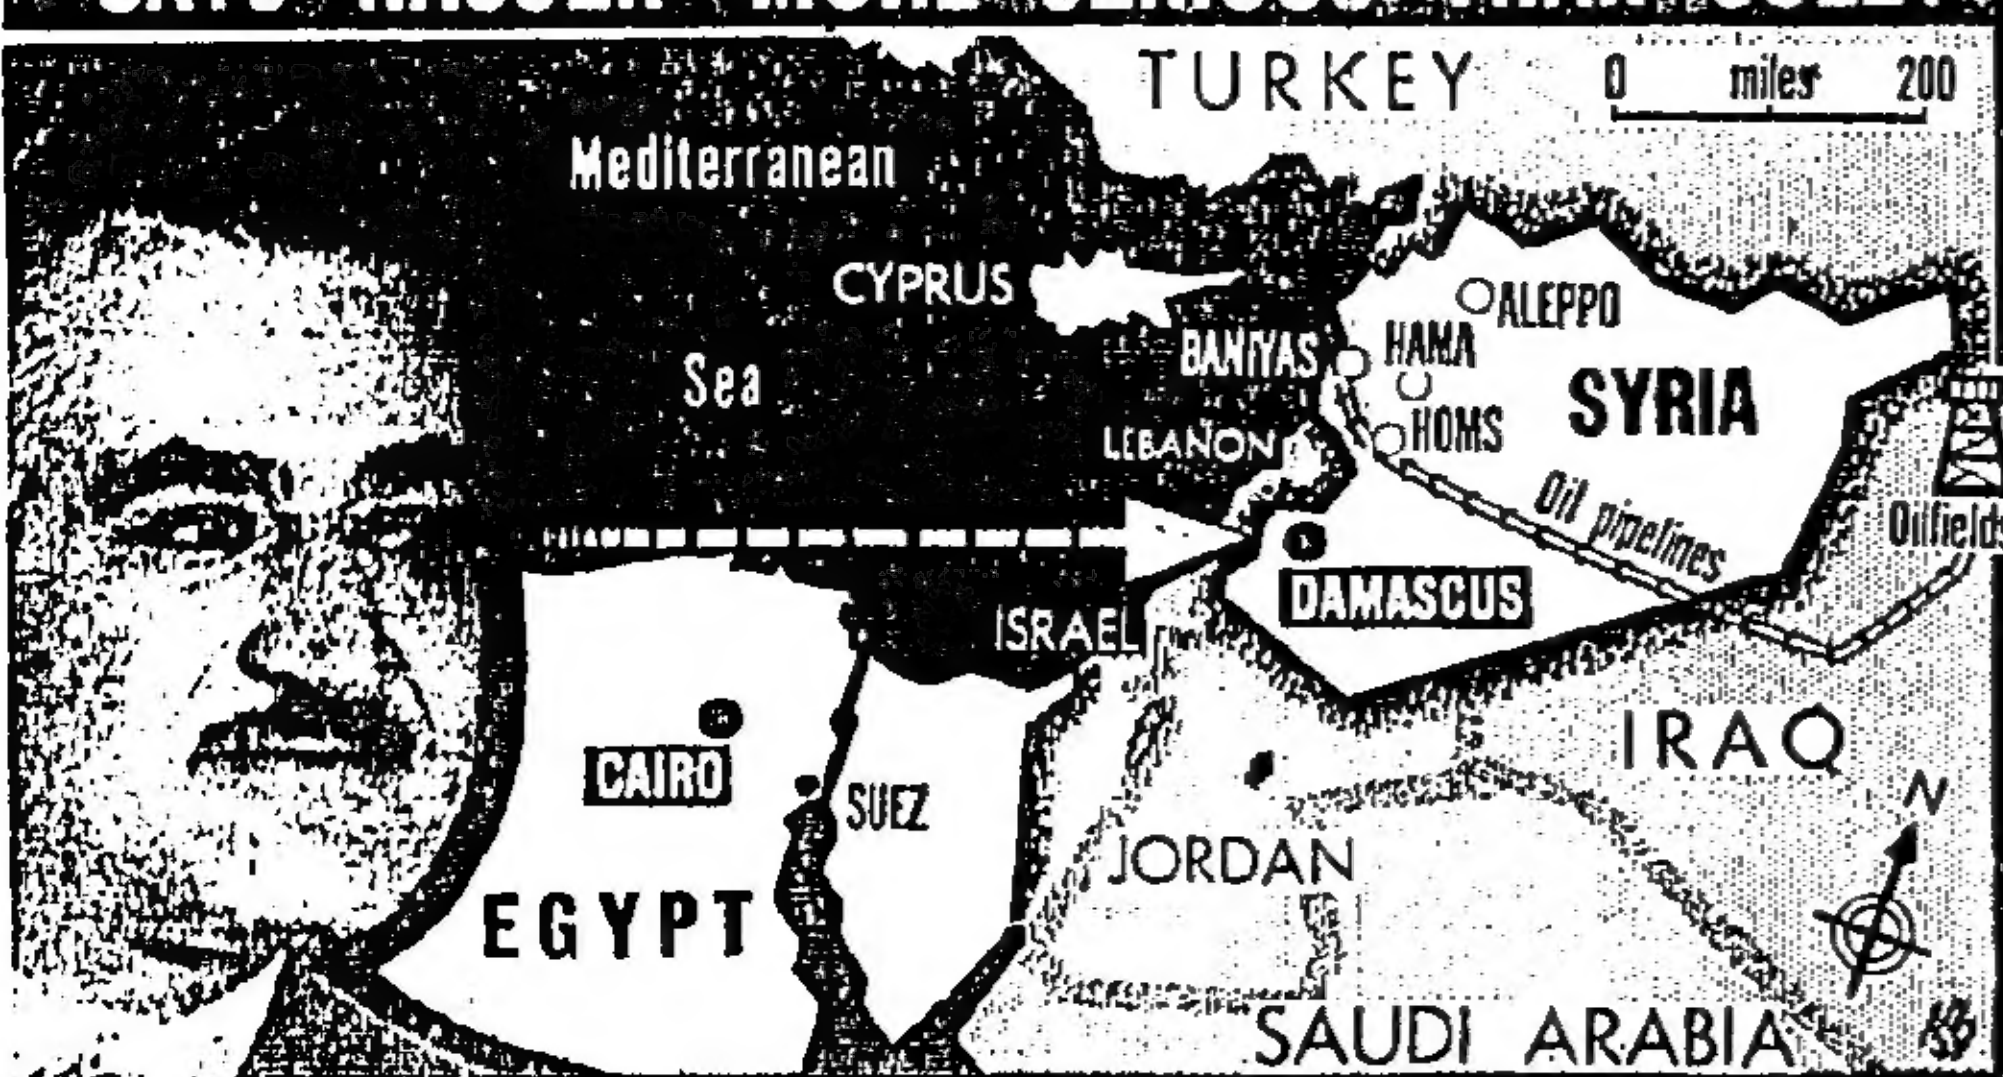 TURKEY
0 miles 200
Mediterranean
CYPRUS
ALEPPO
BANIYAS
HAMA
Sea
SYRIA
HOMS
LEBANON
Oil pipelines
Oilfields
DAMASCUS
ISRAEL
IRAQ
CAIRO
SUEZ
N
JORDAN
EGYPT
SAUDI ARABIA